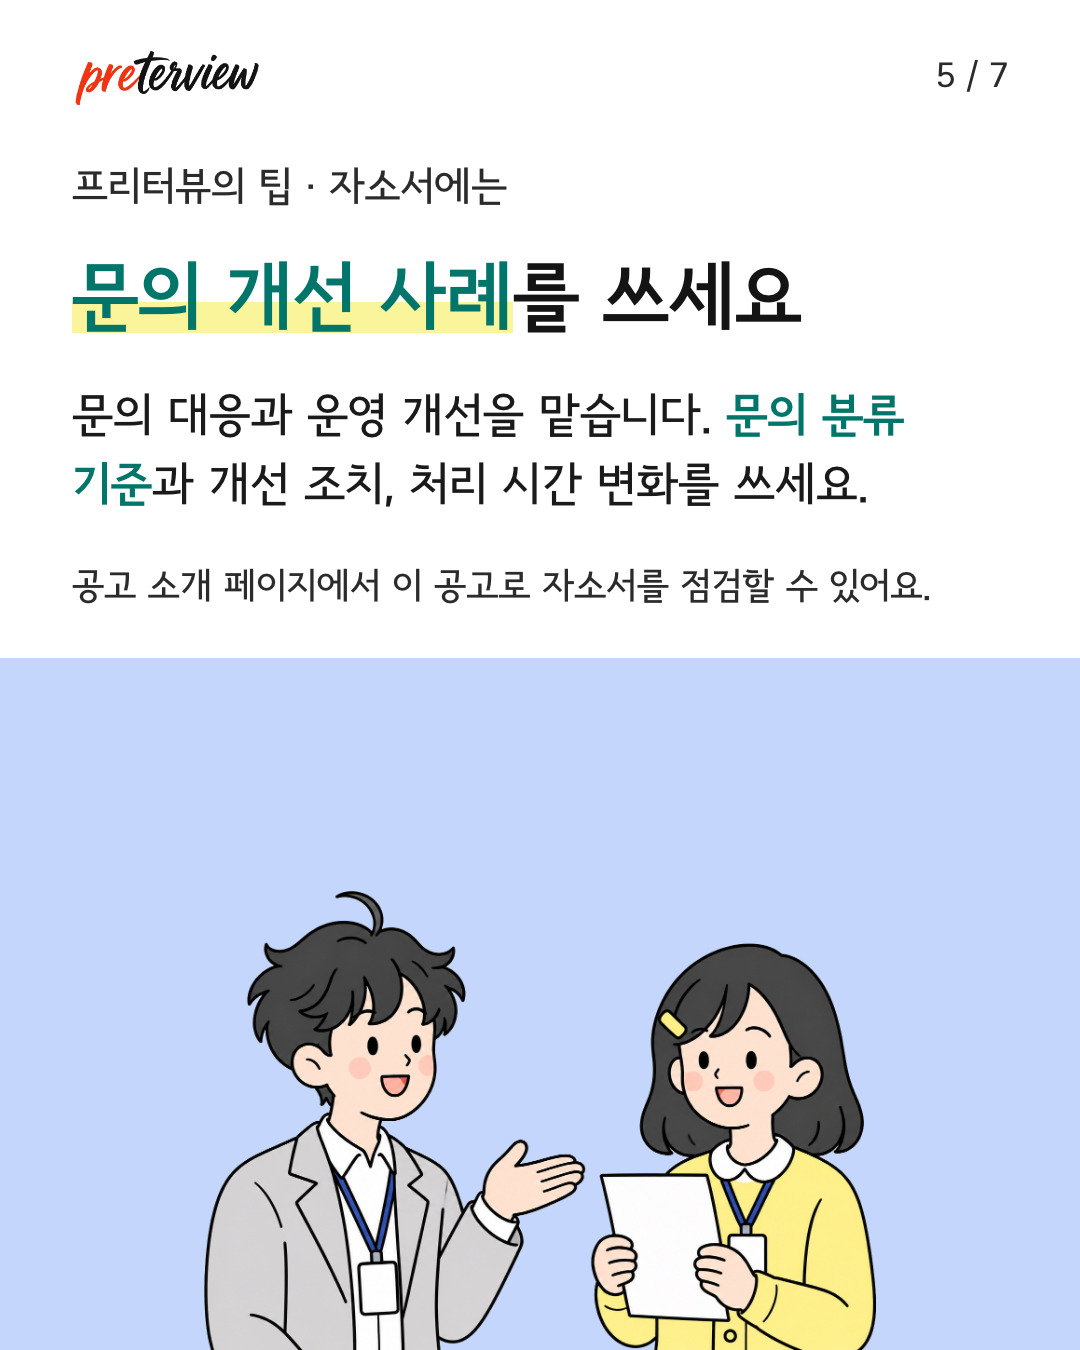 preterview
5 / 7
프리터뷰의 팁 · 자소서에는
문의 개선 사례를 쓰세요
문의 대응과 운영 개선을 맡습니다. 문의 분류
기준과 개선 조치, 처리 시간 변화를 쓰세요.
공고 소개 페이지에서 이 공고로 자소서를 점검할 수 있어요.